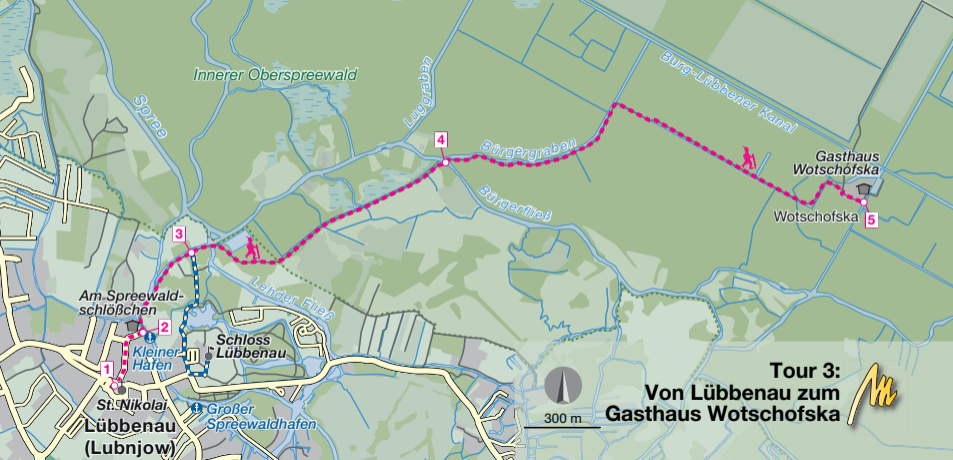 Innerer Oberspreewald
Spree
Luggraben
Burg-Lübbener Kanal
4
Bürgergraben
Gasthaus
Wotschofska
Bürgerfließ
Wotschofska
5
3
Lehder Fließ
Am Spreewald-
schlößchen
2
Kleiner
Hafen
Schloss
Lübbenau
1
St. Nikolai
Lübbenau
(Lubnjow)
Großer
Spreewaldhafen
300 m
Tour 3:
Von Lübbenau zum
Gasthaus Wotschofska